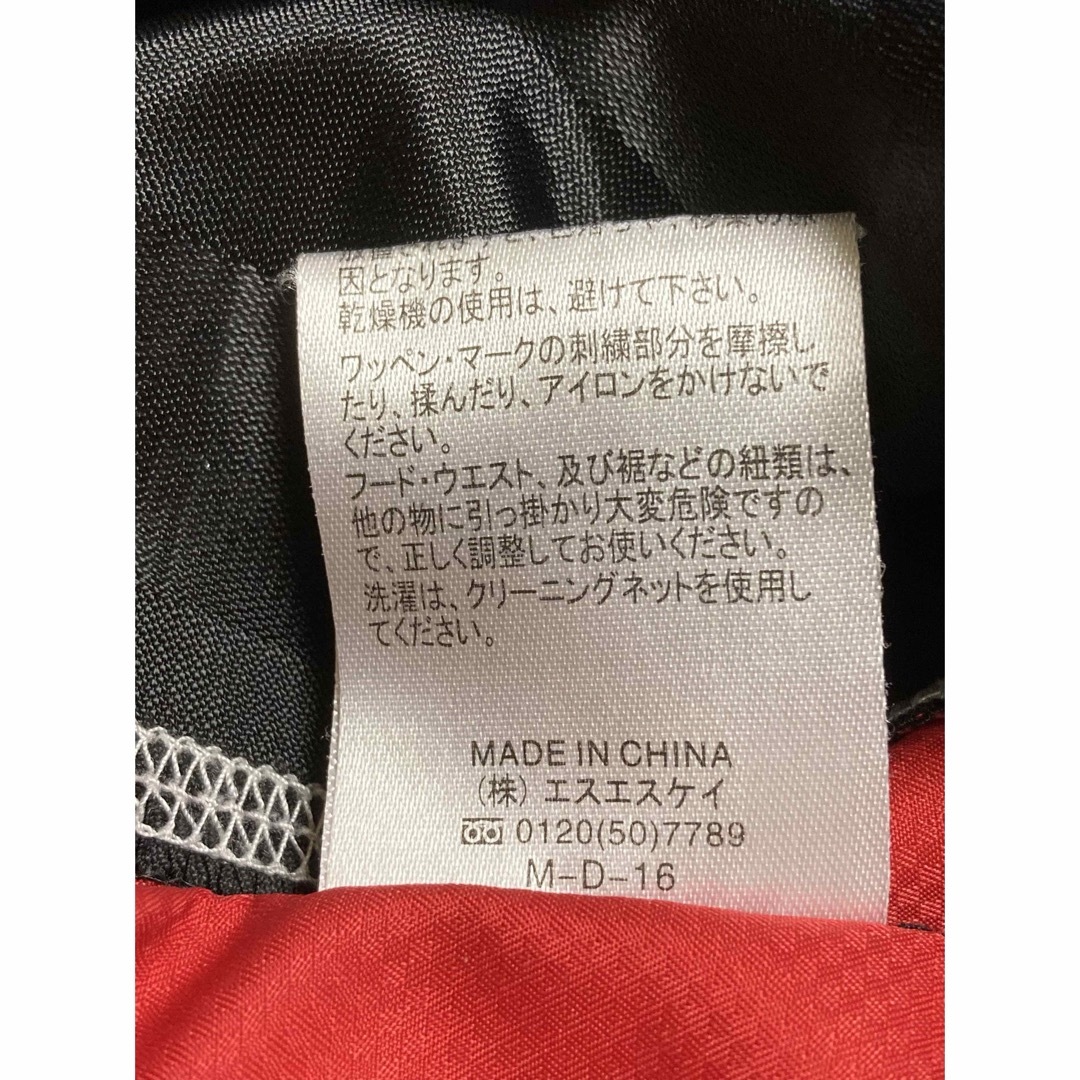 因となります。
乾燥機の使用は、避けて下さい。
ワッペン・マークの刺繍部分を摩擦し
たり、揉んだり、アイロンをかけないで
ください。
フード・ウエスト、及び裾などの紐類は、
他の物に引っ掛かり大変危険ですの
で、正しく調整してお使いください。
洗濯は、クリーニングネットを使用し
てください。
MADE IN CHINA
(株) エスエスケイ
0120(50)7789
M-D-16